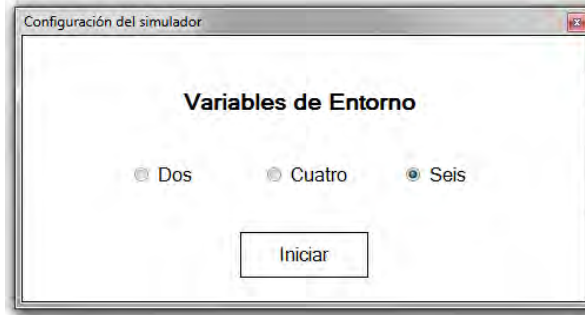 Configuración del simulador
Variables de Entorno
Dos Cuatro Seis
Iniciar